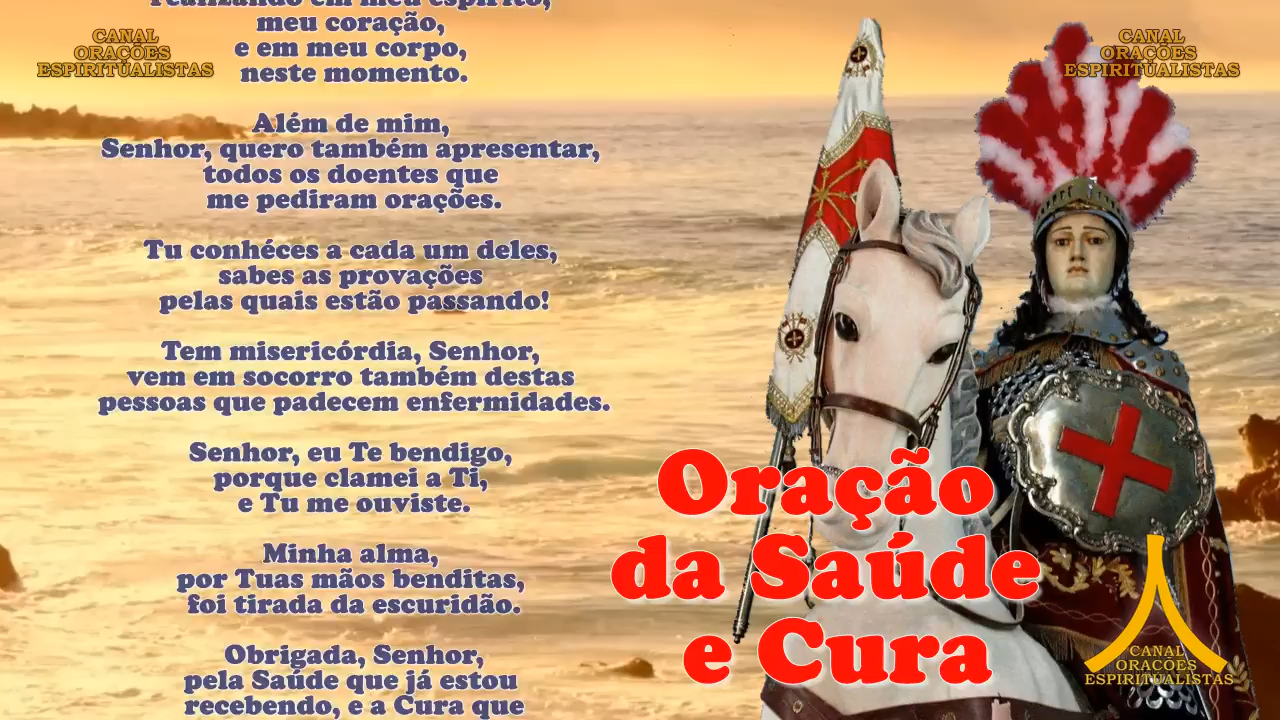 realizando em meu espírito,
meu coração,
e em meu corpo,
neste momento.
Além de mim,
Senhor, quero também apresentar,
todos os doentes que
me pediram orações.
Tu conhéces a cada um deles,
sabes as provações
pelas quais estão passando!
Tem misericórdia, Senhor,
vem em socorro também destas
pessoas que padecem enfermidades.
Senhor, eu Te bendigo,
porque clamei a Ti,
e Tu me ouviste.
Minha alma,
por Tuas mãos benditas,
foi tirada da escuridão.
Obrigada, Senhor,
pela Saúde que já estou
recebendo, e a Cura que
CANAL
ORAÇÕES
ESPIRITUALISTAS
CANAL
ORAÇÕES
ESPIRITUALISTAS
Oração
da Saúde
e Cura
CANAL
ORAÇÕES
ESPIRITUALISTAS